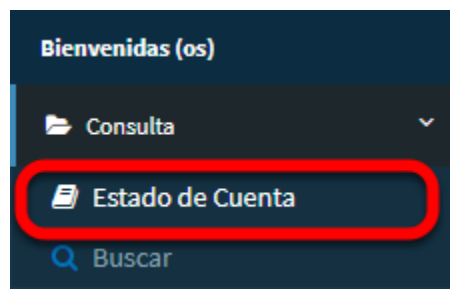 Bienvenidas (os)
Consulta
Estado de Cuenta
Buscar